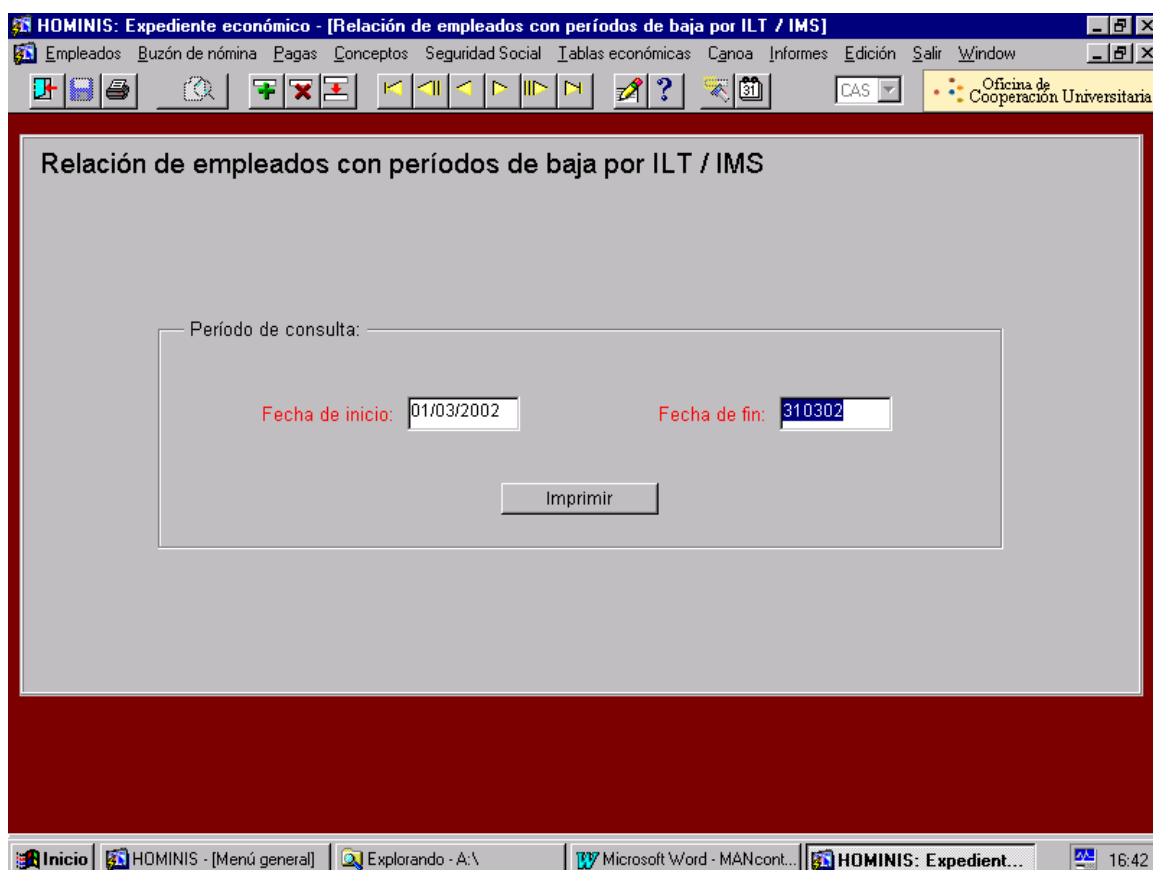 HOMINIS: Expediente económico - [Relación de empleados con períodos de baja por ILT / IMS]
Empleados Buzón de nómina Pagas Conceptos Seguridad Social Tablas económicas Canoa Informes Edición Salir Window
31 CAS Oficina de
Cooperación Universitaria
Relación de empleados con períodos de baja por ILT / IMS
Período de consulta:
Fecha de inicio: 01/03/2002 Fecha de fin: 310302
Imprimir
Inicio HOMINIS - [Menú general] Explorando - A:\ Microsoft Word - MANcont... HOMINIS: Expedient... 16:42